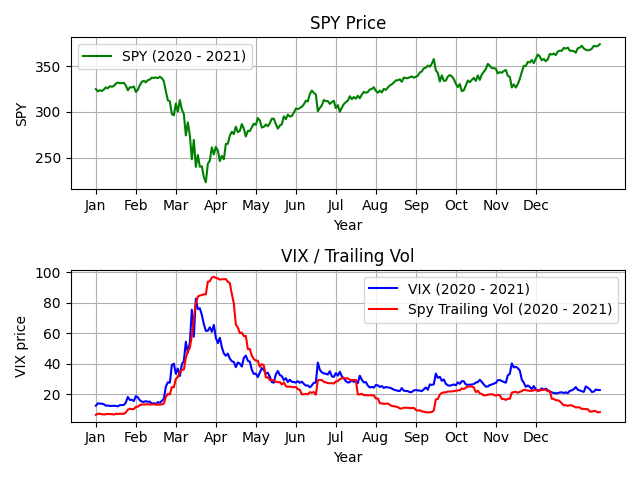 SPY Price
SPY (2020 - 2021)
350
300
250
SPY
Jan Feb Mar Apr May Jun Jul Aug Sep Oct Nov Dec
Year
VIX / Trailing Vol
VIX (2020 - 2021)
Spy Trailing Vol (2020 - 2021)
100
80
60
40
20
VIX price
Jan Feb Mar Apr May Jun Jul Aug Sep Oct Nov Dec
Year